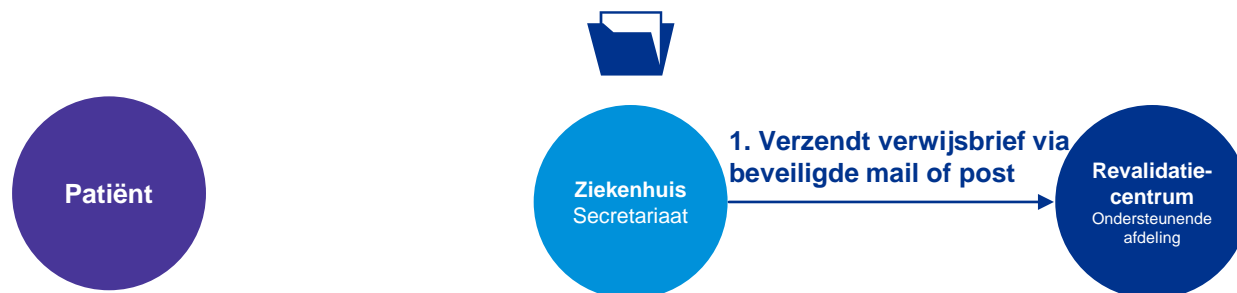 Patiënt
Ziekenhuis
Secretariaat
1. Verzendt verwijsbrief via
beveiligde mail of post
Revalidatie-
centrum
Ondersteunende
afdeling